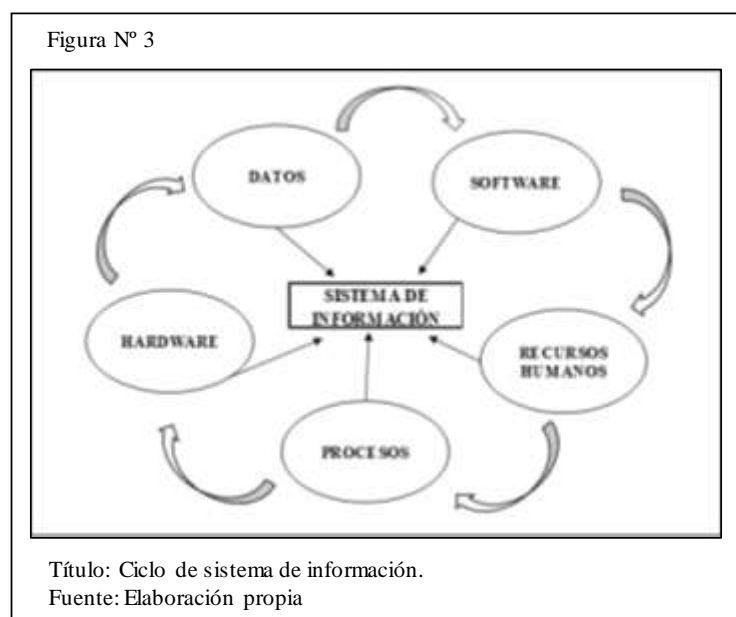 Figura Nº 3
DATOS
SOFTWARE
SISTEMA DE
INFORMACIÓN
HARDWARE
RECURSOS
HUMANOS
PROCESOS
Título: Ciclo de sistema de información.
Fuente: Elaboración propia